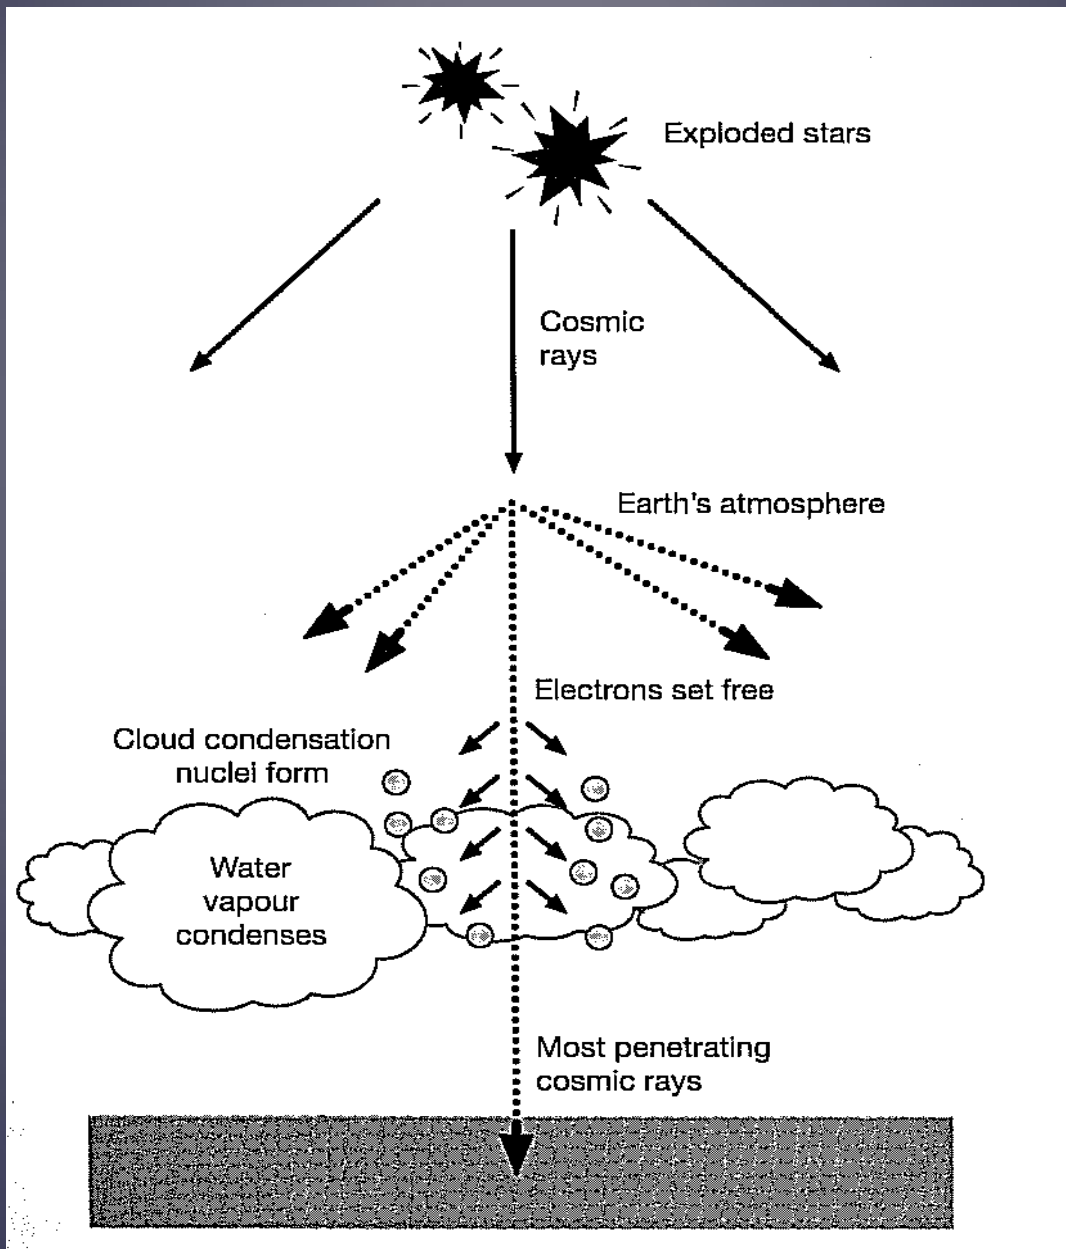 Exploded stars
Cosmic
rays
Earth's atmosphere
Electrons set free
Cloud condensation
nuclei form
Water
vapour
condenses
Most penetrating
cosmic rays